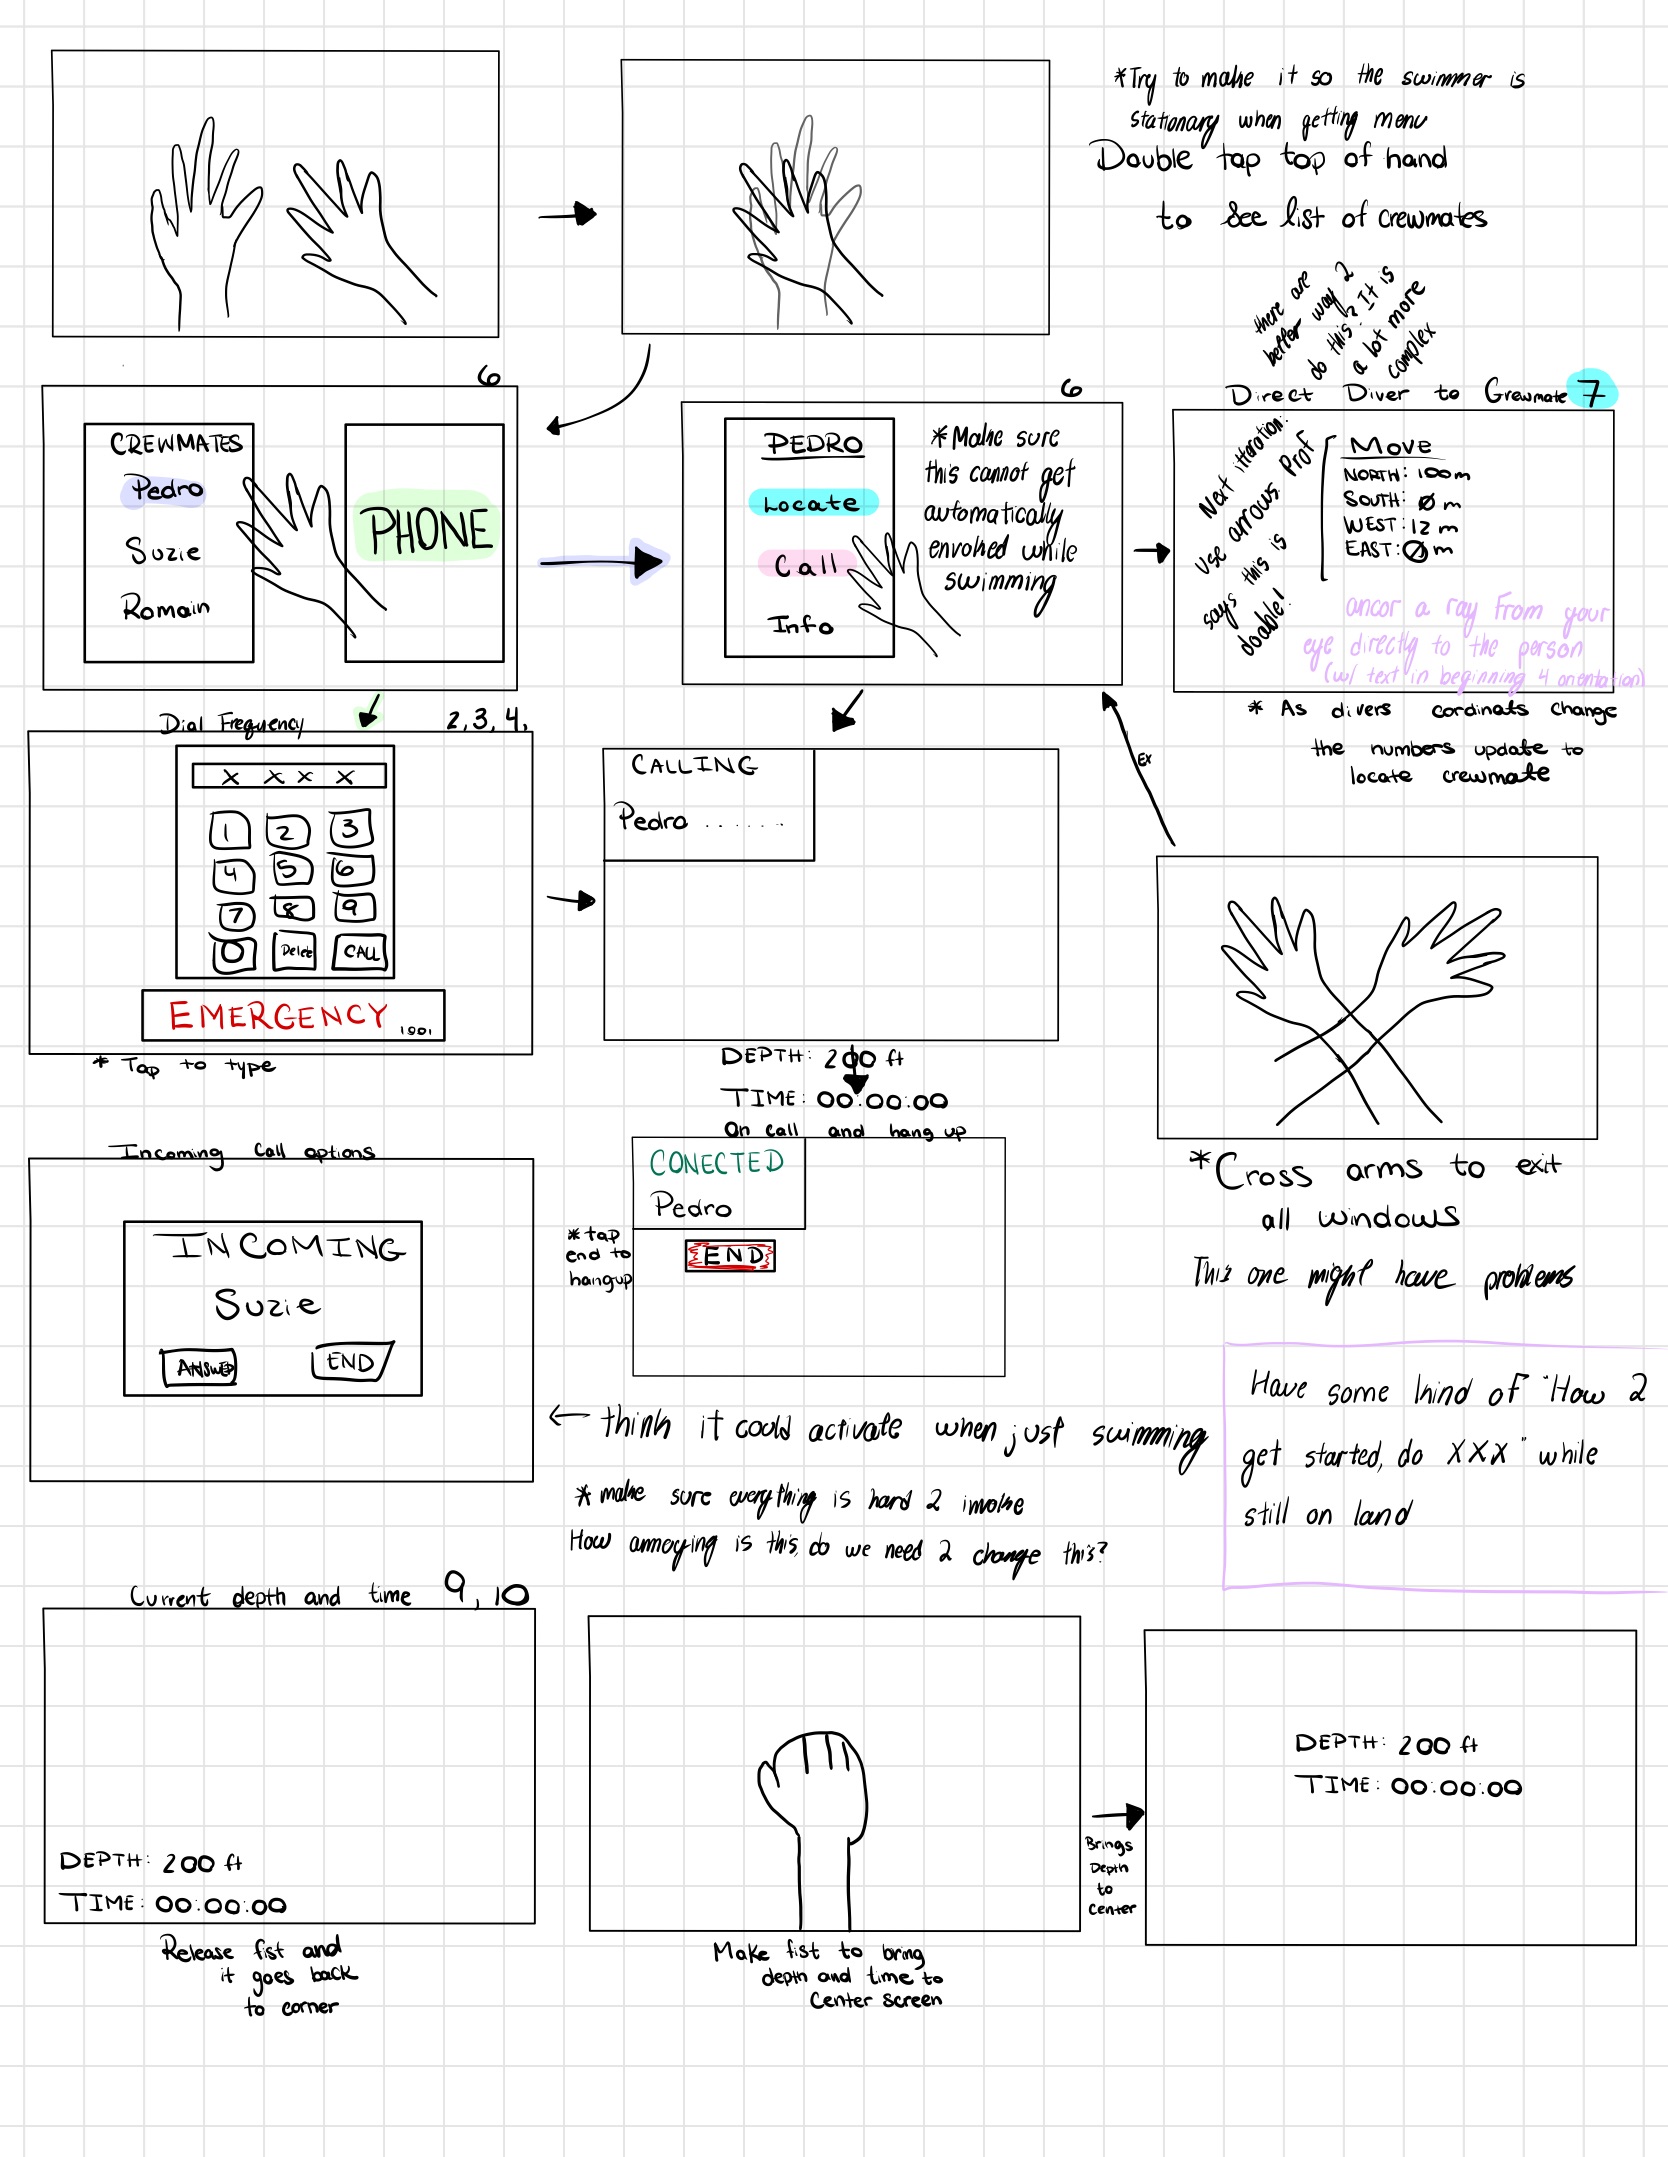 *Try to make it so the swimmer is
stationary when getting menu
Double tap top of hand
to See list of crewmates
there are
better way 2
do this? It is
a lot more
complex
6
CREWMATES
Pedro
Suzie
Romain
PHONE
6
PEDRO
Locate
Call
Info
*Make sure
this cannot get
automatically
envolked while
swimming
Direct Diver to Crewmate 7
Next itteration:
Use arrows. Prof
says this is
doable!
Move
NORTH: 100m
SOUTH: 0 m
WEST: 12 m
EAST: 0 m
ancor a ray from your
eye directly to the person
(w/ text in beginning 4 orientation)
* As divers cordinats change
the numbers update to
locate crewmate
Dial Frequency
2,3,4,
X X X X
1 2 3
4 5 6
7 8 9
0 Delete CALL
EMERGENCY 1001
* Tap to type
CALLING
Pedro ......
Ex
DEPTH: 200 ft
TIME: 00:00:00
On call and hang up
CONECTED
Pedro
END
*tap
end to
hangup
*Cross arms to exit
all windows
This one might have problems
Incoming Call options
INCOMING
Suzie
ANSWER END
← think it could activate when just swimming
*make sure everything is hard 2 invoke
How annoying is this, do we need 2 change this?
Have some kind of "How 2
get started, do XXX" while
still on land
Current depth and time 9, 10
DEPTH: 200 ft
TIME: 00:00:00
Release fist and
it goes back
to corner
Make fist to bring
depth and time to
Center screen
Brings
Depth
to
Center
DEPTH: 200 ft
TIME: 00:00:00